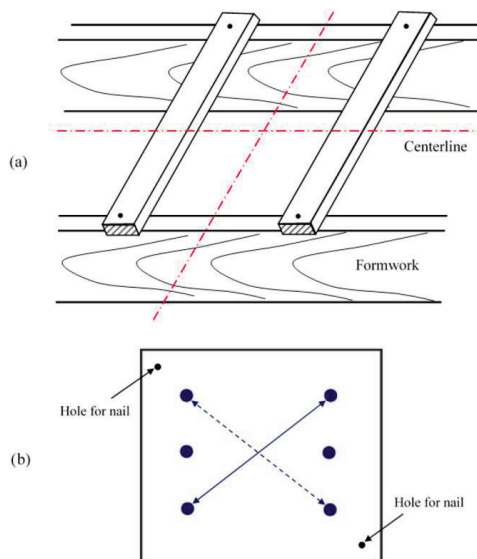 (a)
Centerline
Formwork
Hole for nail
(b)
Hole for nail